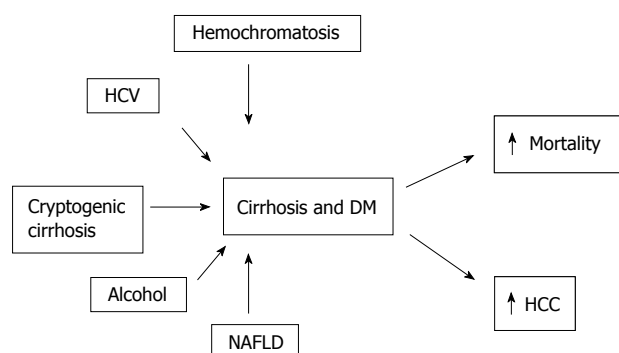 Hemochromatosis
HCV
↑ Mortality
Cryptogenic
cirrhosis
Cirrhosis and DM
Alcohol
↑ HCC
NAFLD